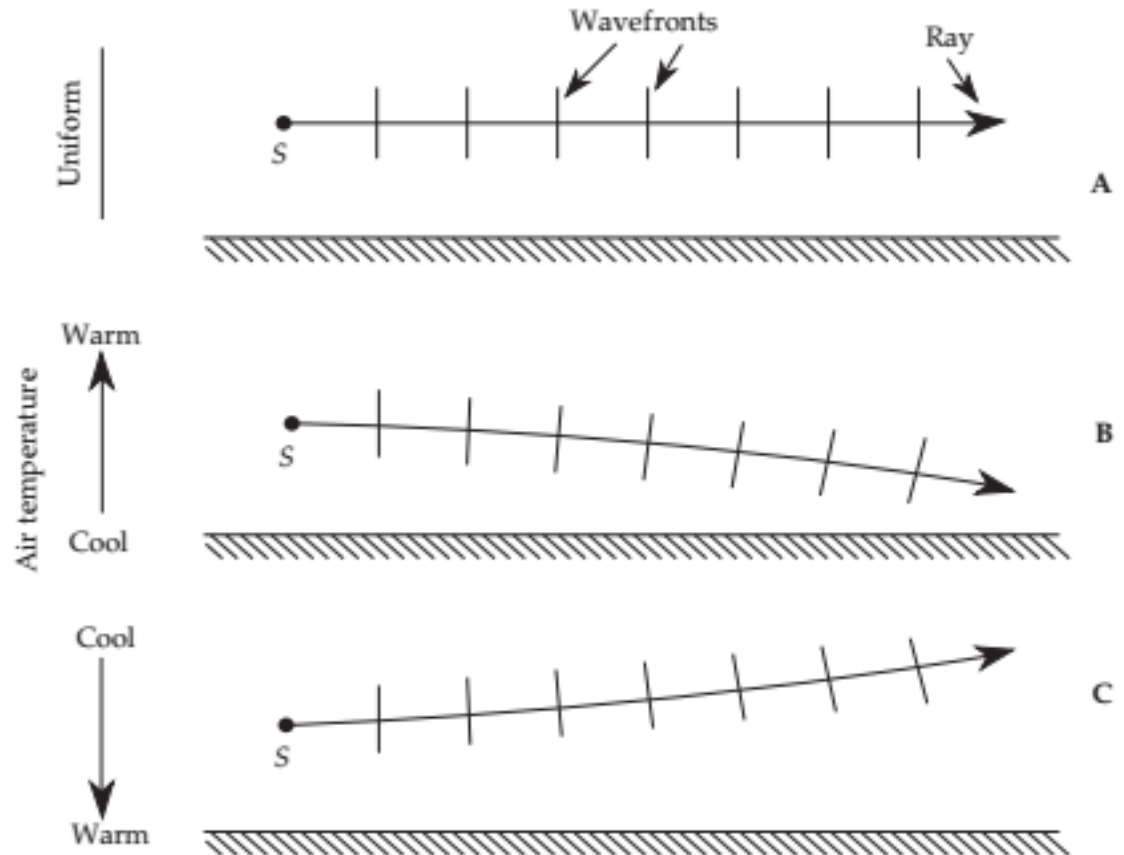 Wavefronts
Ray
Uniform
S
A
Warm
Air temperature
S
B
Cool
Cool
S
C
Warm